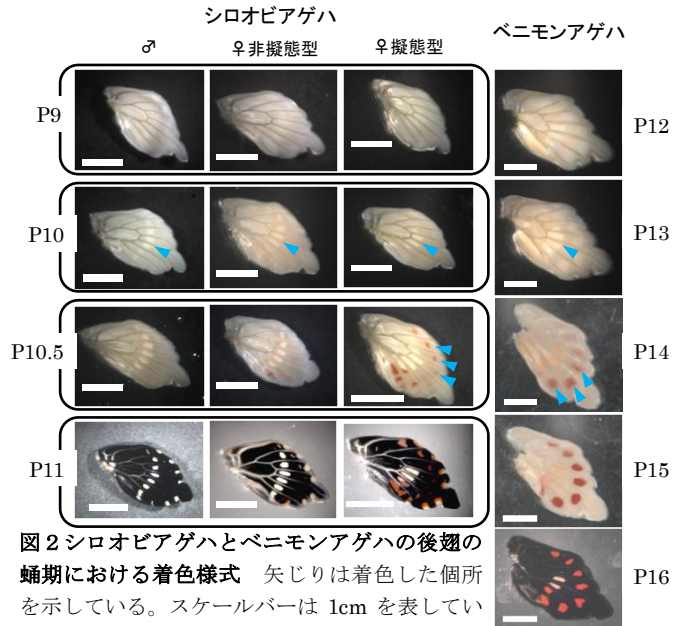 シロオビアゲハ
ベニモンアゲハ
♂
♀非擬態型
♀擬態型
P9
P12
P10
P13
P10.5
P14
P11
P15
P16
図２シロオビアゲハとベニモンアゲハの後翅の
蛹期における着色様式 矢じりは着色した個所
を示している。スケールバーは 1cm を表してい